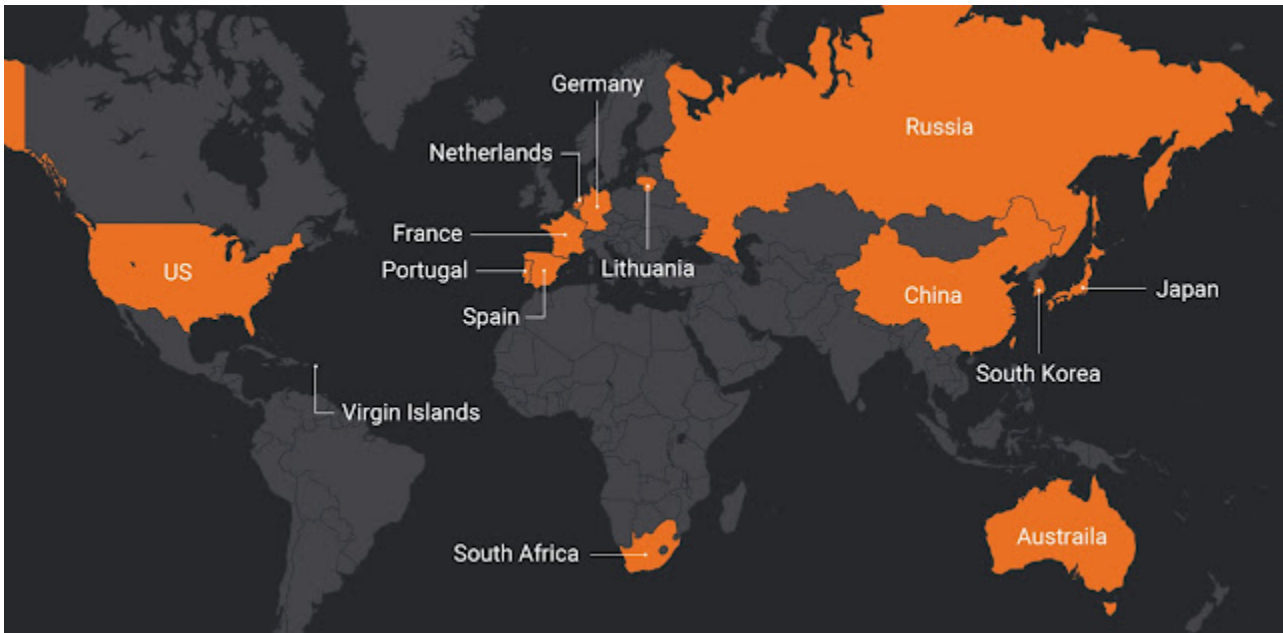 Germany
Russia
Netherlands
France
Portugal
US
Lithuania
Spain
China
Japan
South Korea
Virgin Islands
South Africa
Austraila